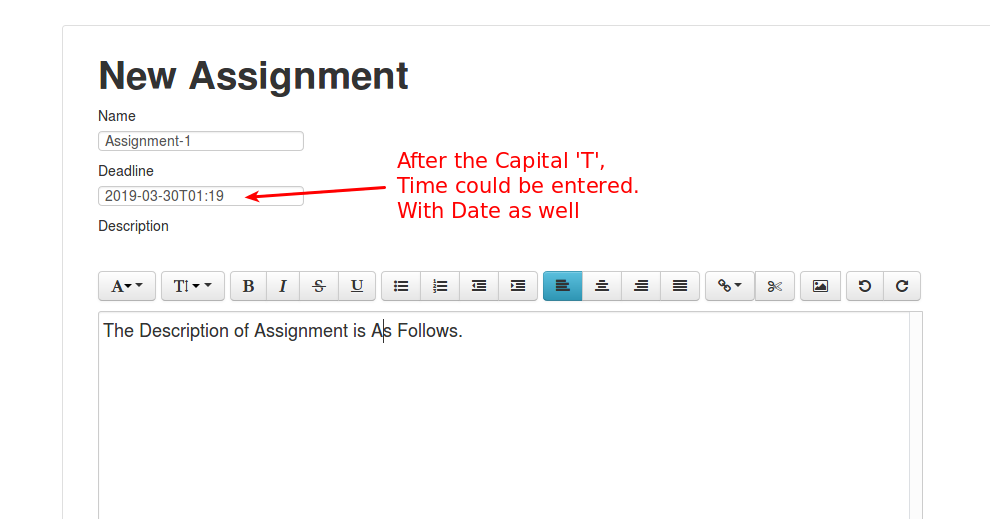 New Assignment
Name
Assignment-1
After the Capital 'T',
Time could be entered.
With Date as well
Deadline
2019-03-30T01:19
Description
A T B I S U
The Description of Assignment is As Follows.